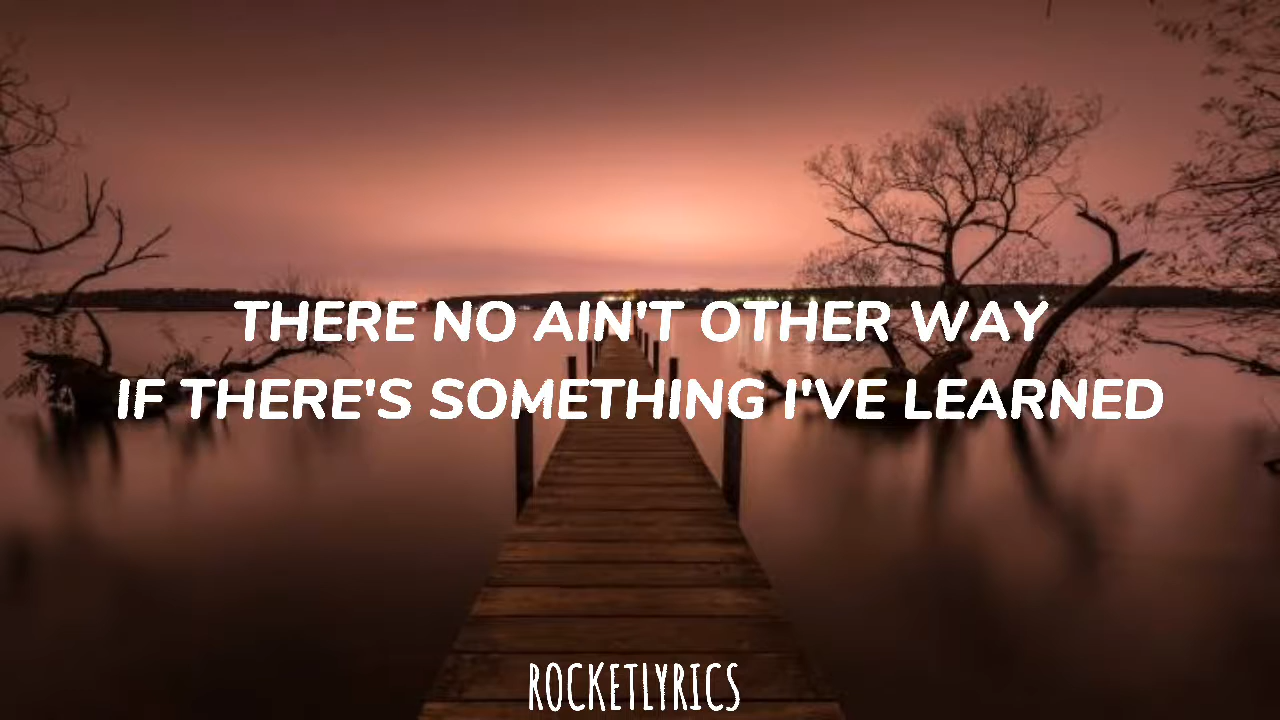 THERE NO AIN'T OTHER WAY
IF THERE'S SOMETHING I'VE LEARNED
ROCKETLYRICS